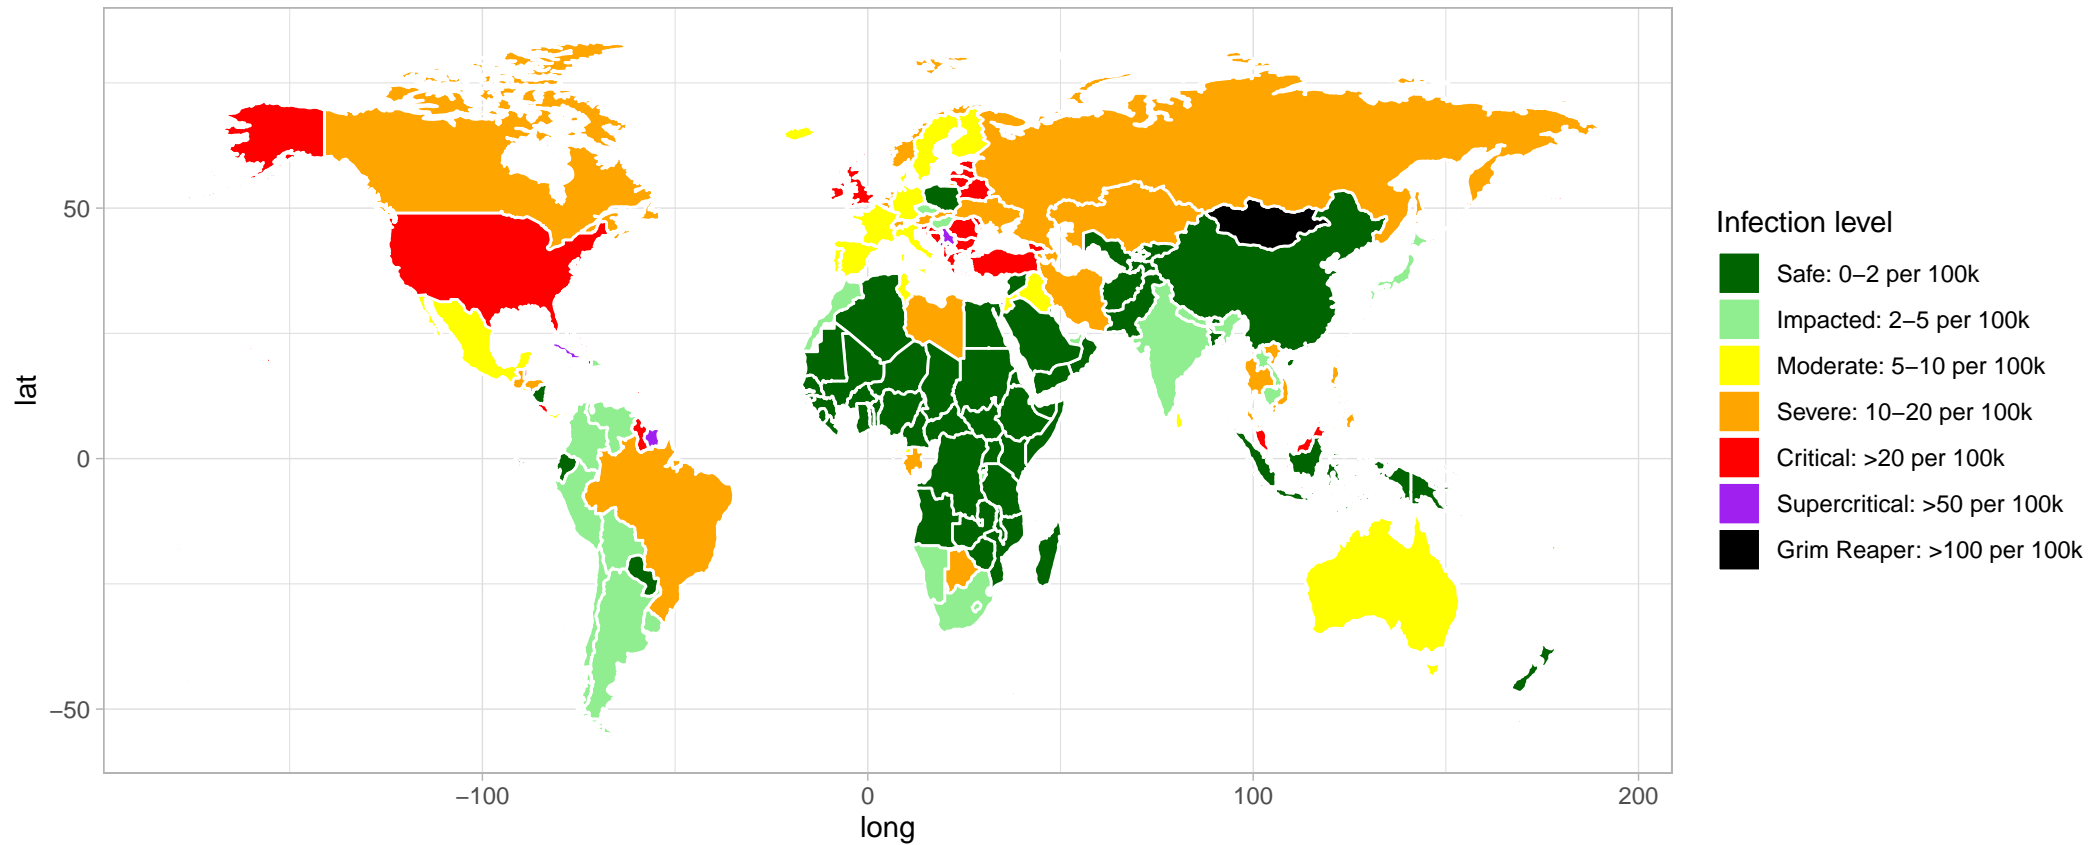 50
0
−50
lat
−100
0
100
200
long
Infection level
Safe: 0−2 per 100k
Impacted: 2−5 per 100k
Moderate: 5−10 per 100k
Severe: 10−20 per 100k
Critical: >20 per 100k
Supercritical: >50 per 100k
Grim Reaper: >100 per 100k